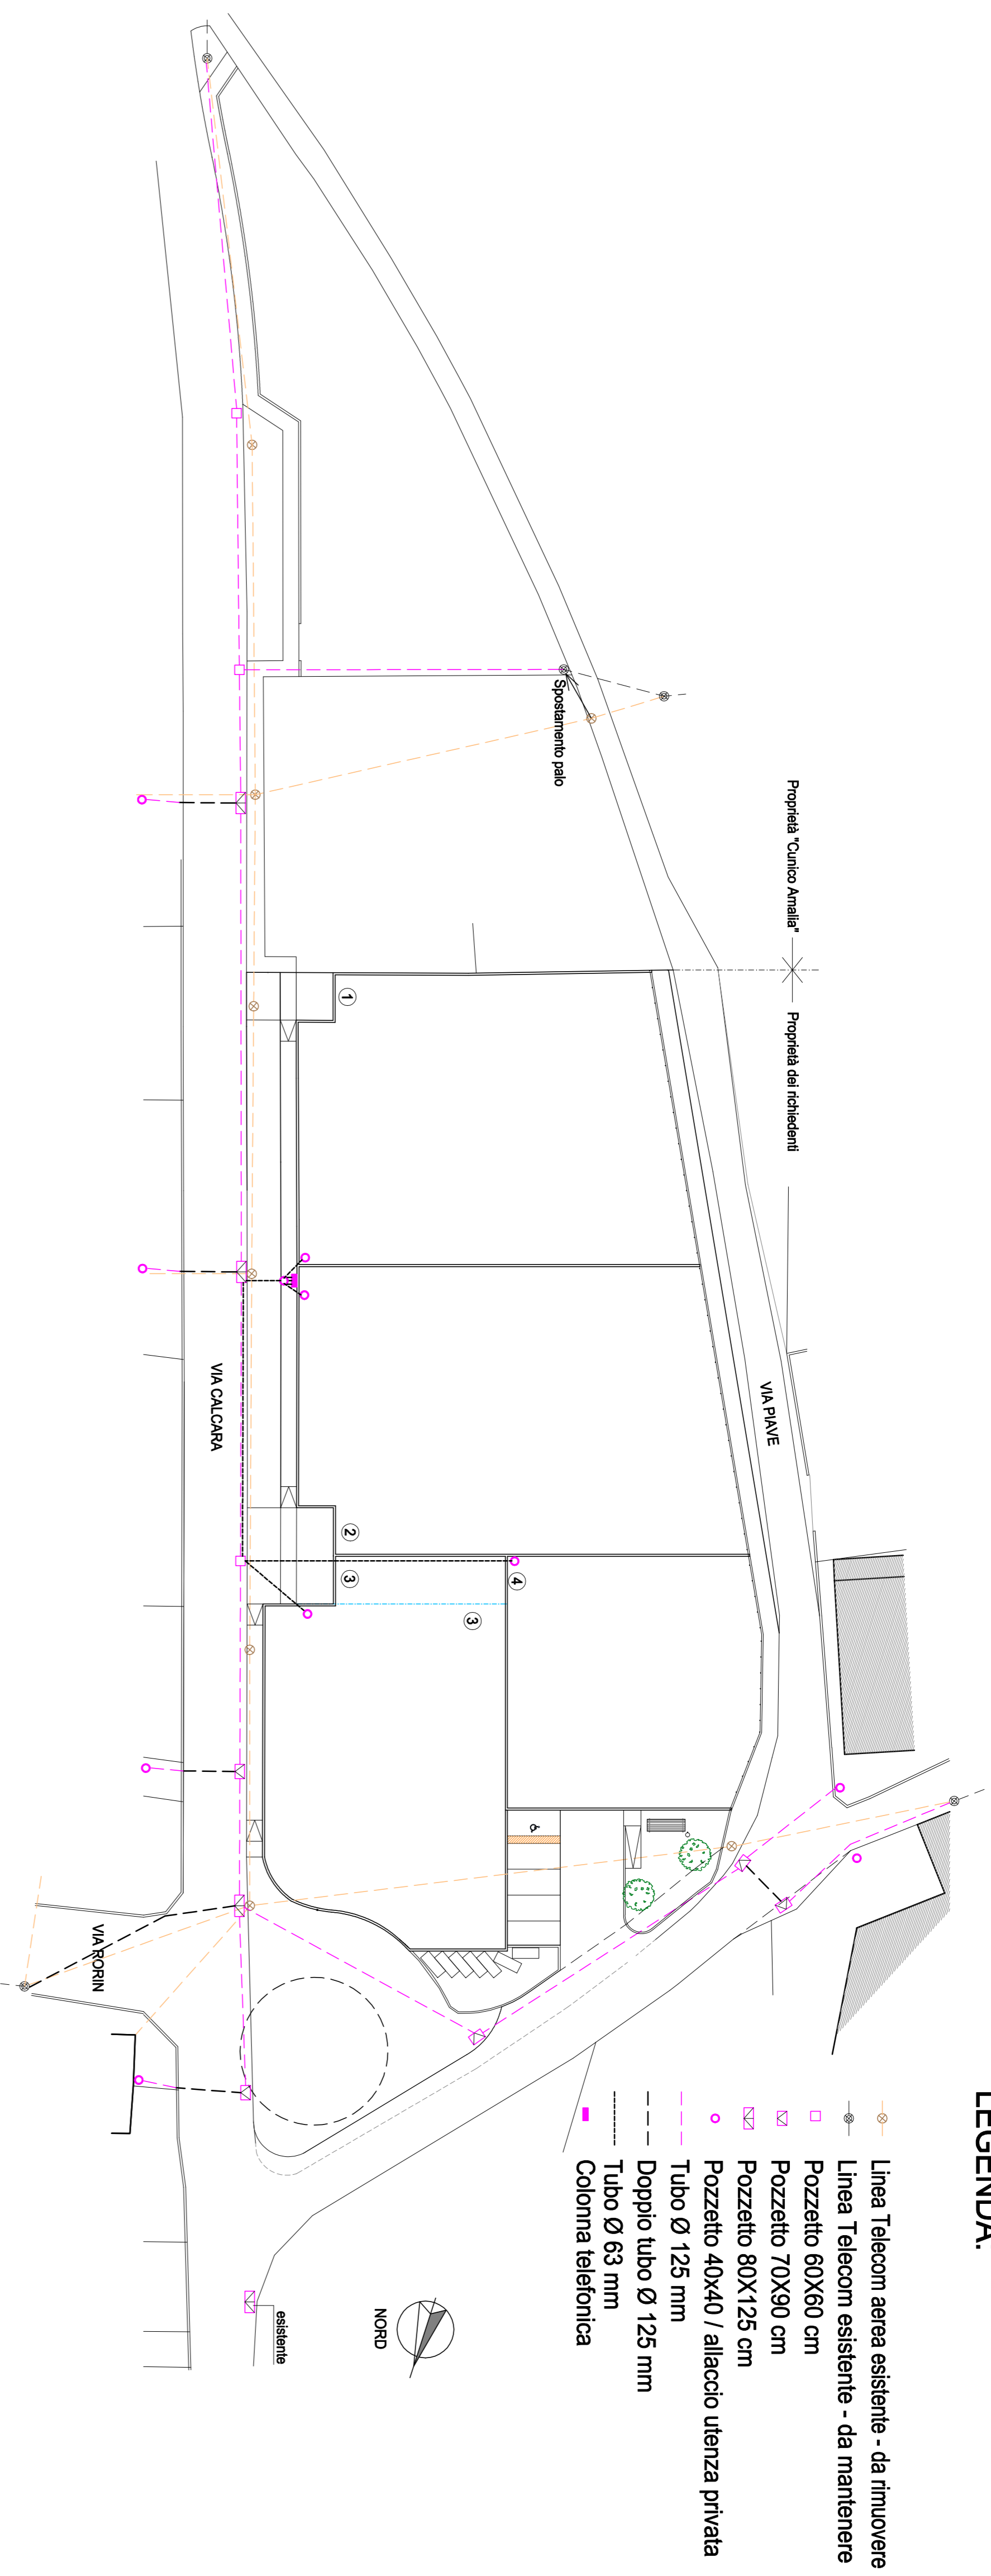 LEGENDA:
Linea Telecom aerea esistente - da rimuovere
Linea Telecom esistente - da mantenere
Pozzetto 60X60 cm
Pozzetto 70X90 cm
Pozzetto 80X125 cm
Pozzetto 40x40 / allaccio utenza privata
Tubo Ø 125 mm
Doppio tubo Ø 125 mm
Tubo Ø 63 mm
Colonna telefonica
Proprietà "Cunico Amalia"
Proprietà dei richiedenti
VIA PIAVE
Spostamento palo
1
2
3
3
4
VIA CALCARA
VIA RORIN
NORD
esistente